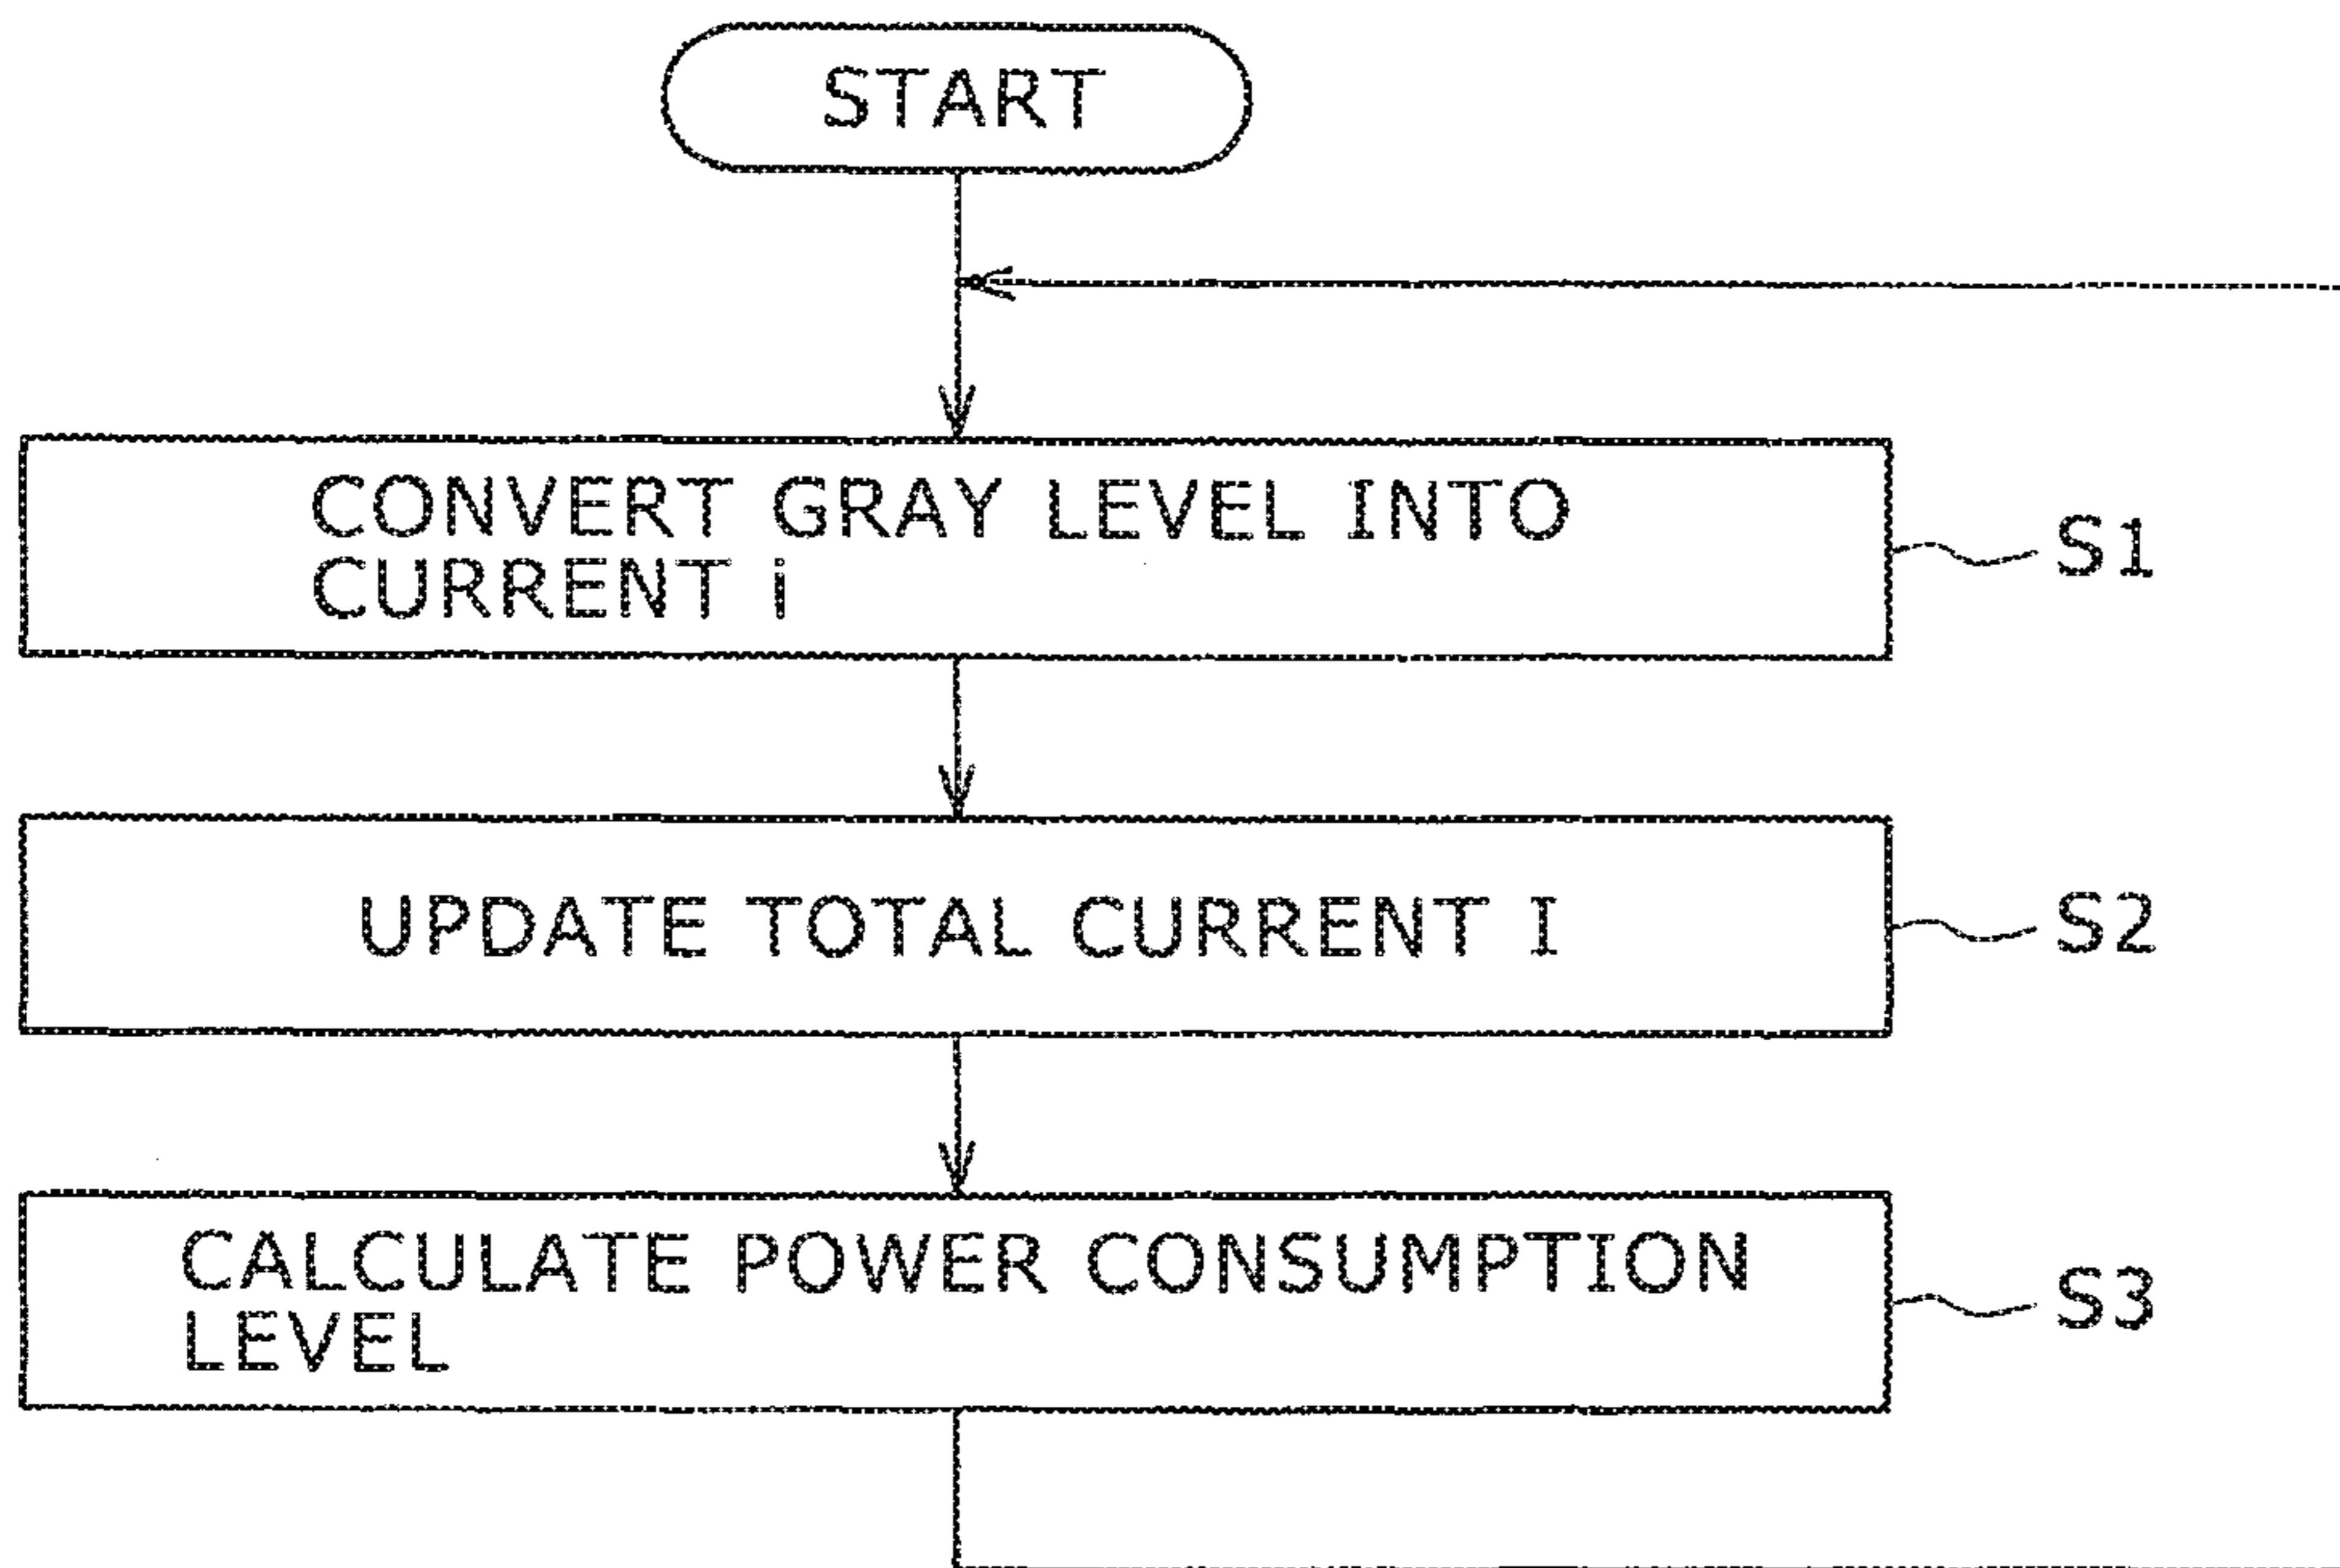 START
CONVERT GRAY LEVEL INTO
CURRENT i
S1
UPDATE TOTAL CURRENT I
S2
CALCULATE POWER CONSUMPTION
LEVEL
S3